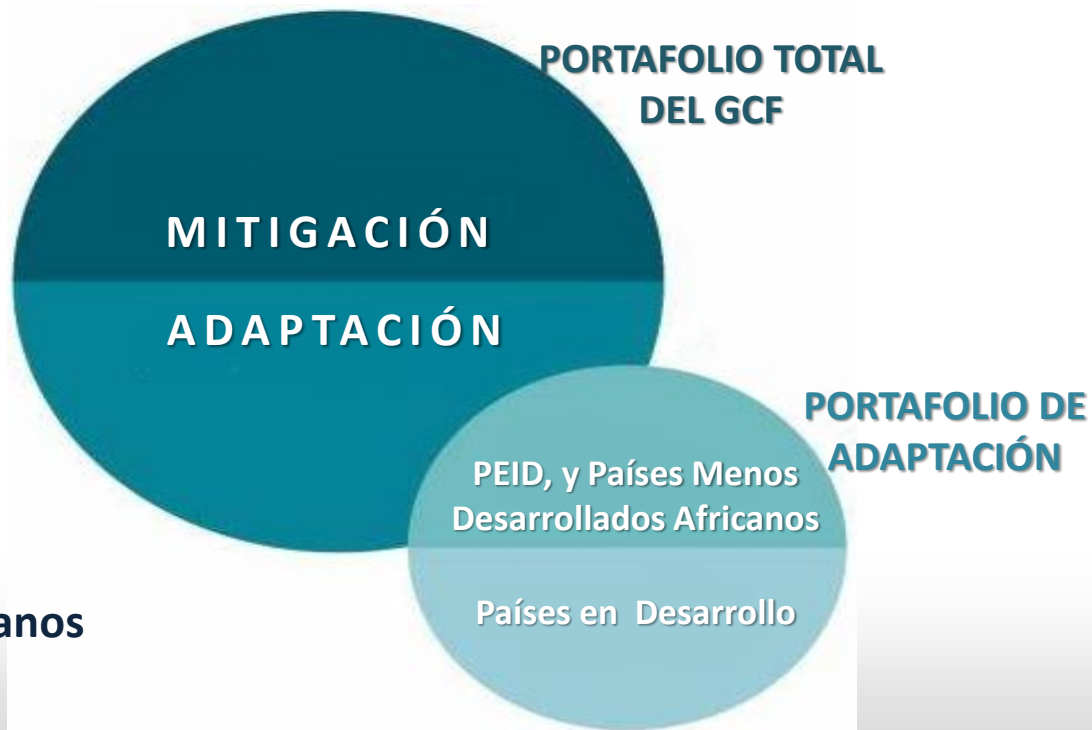 PORTAFOLIO TOTAL
DEL GCF
MITIGACIÓN
ADAPTACIÓN
PORTAFOLIO DE
ADAPTACIÓN
PEID, y Países Menos
Desarrollados Africanos
Países en Desarrollo
anos